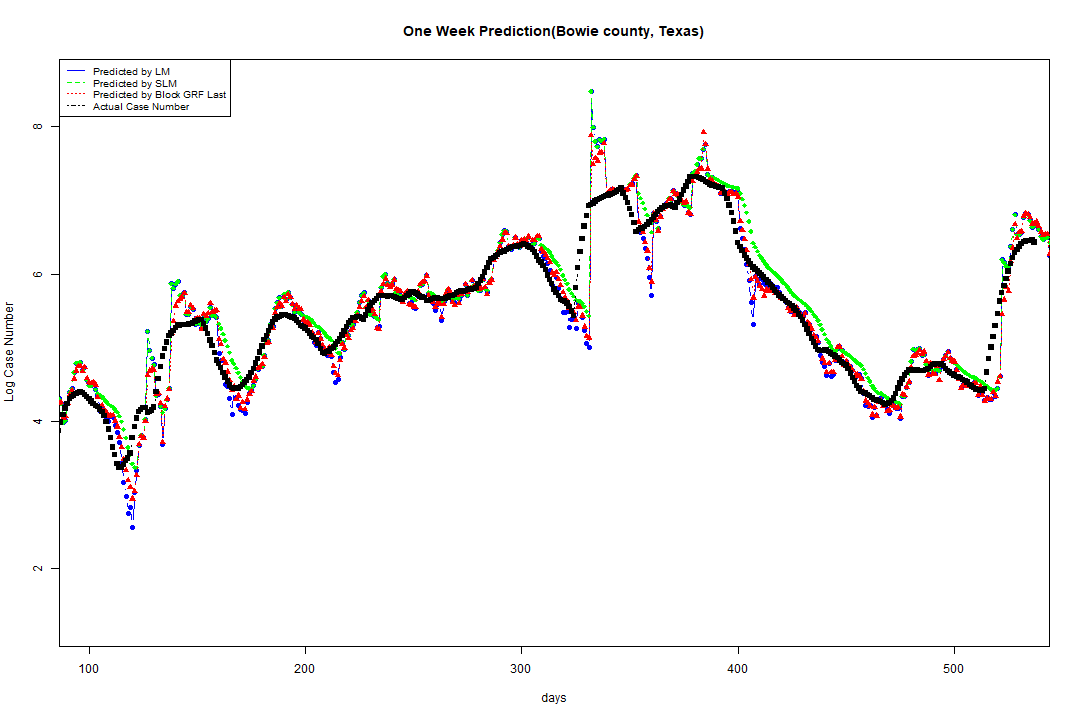 One Week Prediction(Bowie county, Texas)
Predicted by LM
Predicted by SLM
Predicted by Block GRF Last
Actual Case Number
Log Case Number
8
6
4
2
100 200 300 400 500
days